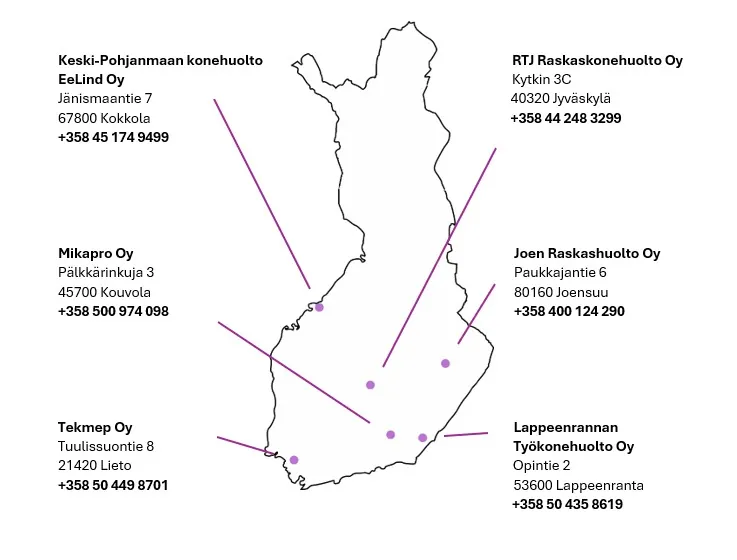 Keski-Pohjanmaan konehuolto
EeLind Oy
Jänismaantie 7
67800 Kokkola
+358 45 174 9499
RTJ Raskaskonehuolto Oy
Kytkin 3C
40320 Jyväskylä
+358 44 248 3299
Mikapro Oy
Pälkkärinkuja 3
45700 Kouvola
+358 500 974 098
Joen Raskashuolto Oy
Paukkajantie 6
80160 Joensuu
+358 400 124 290
Tekmep Oy
Tuulissuontie 8
21420 Lieto
+358 50 449 8701
Lappeenrannan
Työkonehuolto Oy
Opintie 2
53600 Lappeenranta
+358 50 435 8619